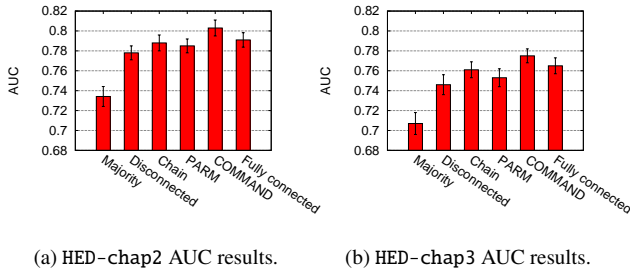 AUC
0.82
0.8
0.78
0.76
0.74
0.72
0.7
0.68
Majority
Disconnected
Chain
PARM
COMMAND
Fully connected
(a) HED-chap2 AUC results.
AUC
0.82
0.8
0.78
0.76
0.74
0.72
0.7
0.68
Majority
Disconnected
Chain
PARM
COMMAND
Fully connected
(b) HED-chap3 AUC results.